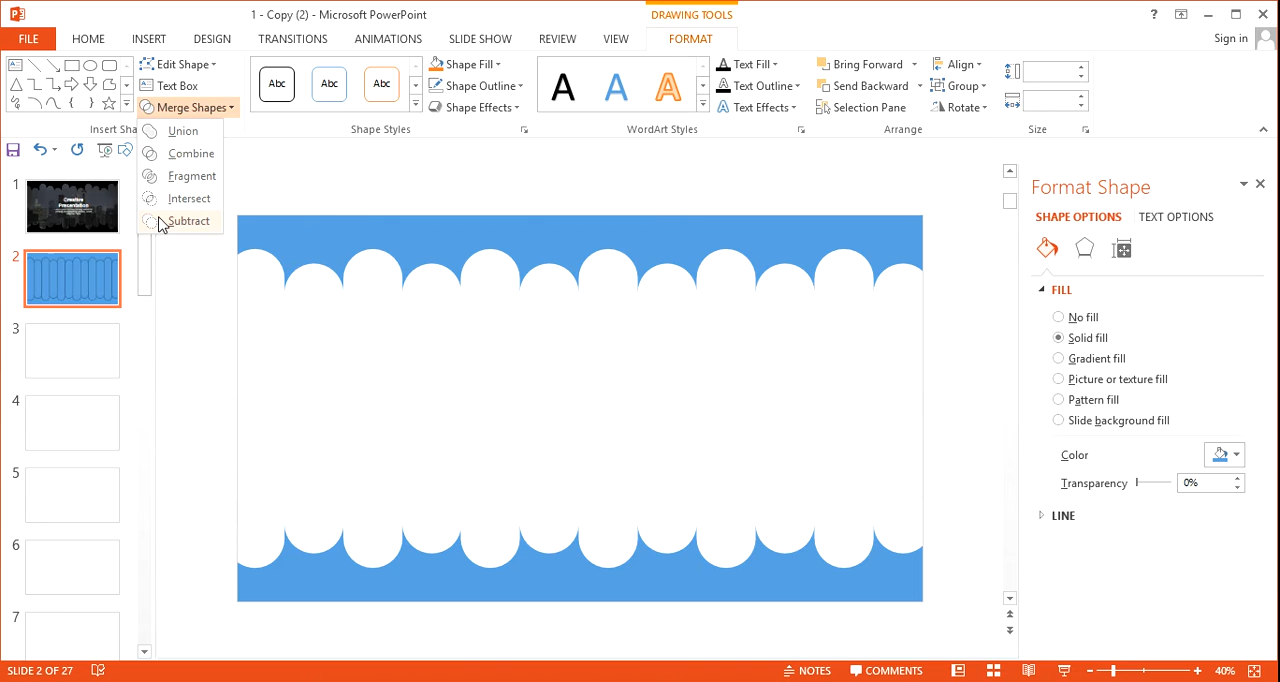 1 - Copy (2) - Microsoft PowerPoint
DRAWING TOOLS
?
FILE HOME INSERT DESIGN TRANSITIONS ANIMATIONS SLIDE SHOW REVIEW VIEW FORMAT Sign in
Edit Shape
Text Box
Merge Shapes
Insert Sha
Abc Abc Abc
Shape Fill
Shape Outline
Shape Effects
Shape Styles
A A A
Text Fill
Text Outline
Text Effects
WordArt Styles
Bring Forward
Send Backward
Selection Pane
Align
Group
Rotate
Arrange
Size
Union
Combine
Fragment
Intersect
Subtract
1
Creative
Presentation
2
3
4
5
6
7
Format Shape
SHAPE OPTIONS TEXT OPTIONS
FILL
No fill
Solid fill
Gradient fill
Picture or texture fill
Pattern fill
Slide background fill
Color
Transparency 0%
LINE
SLIDE 2 OF 27 NOTES COMMENTS 40%